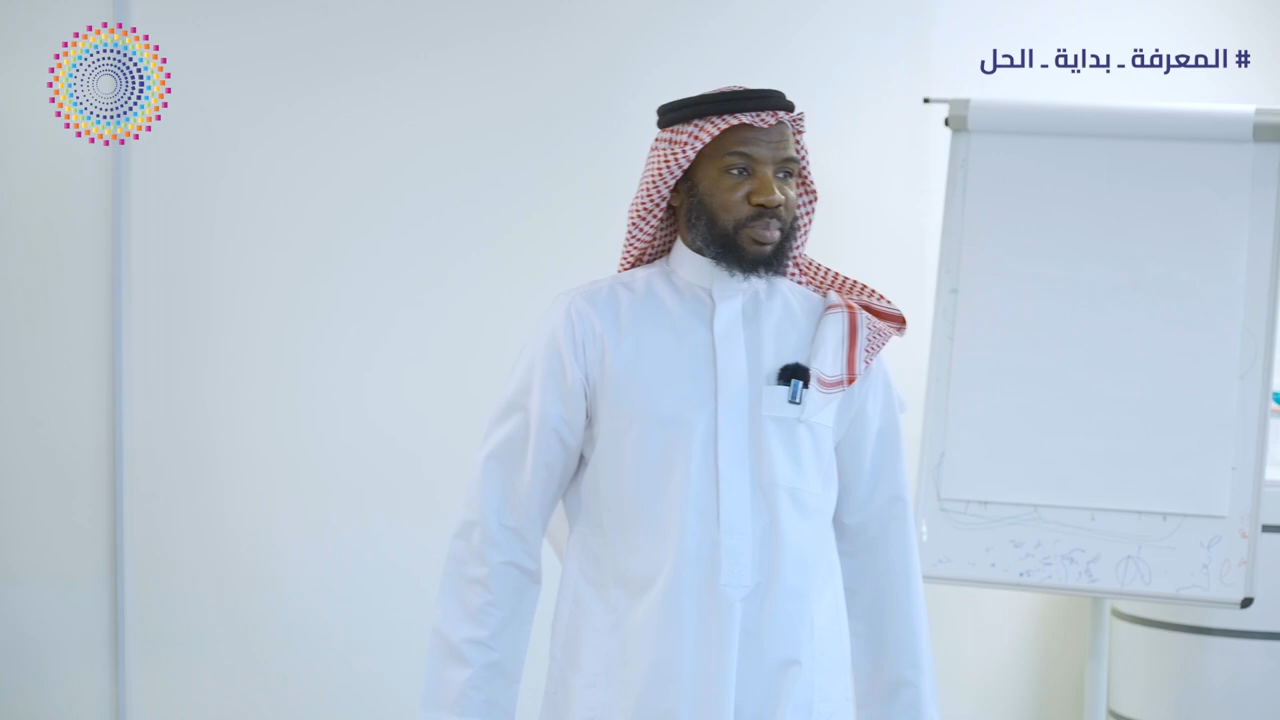 # المعرفة ـ بداية ـ الحل